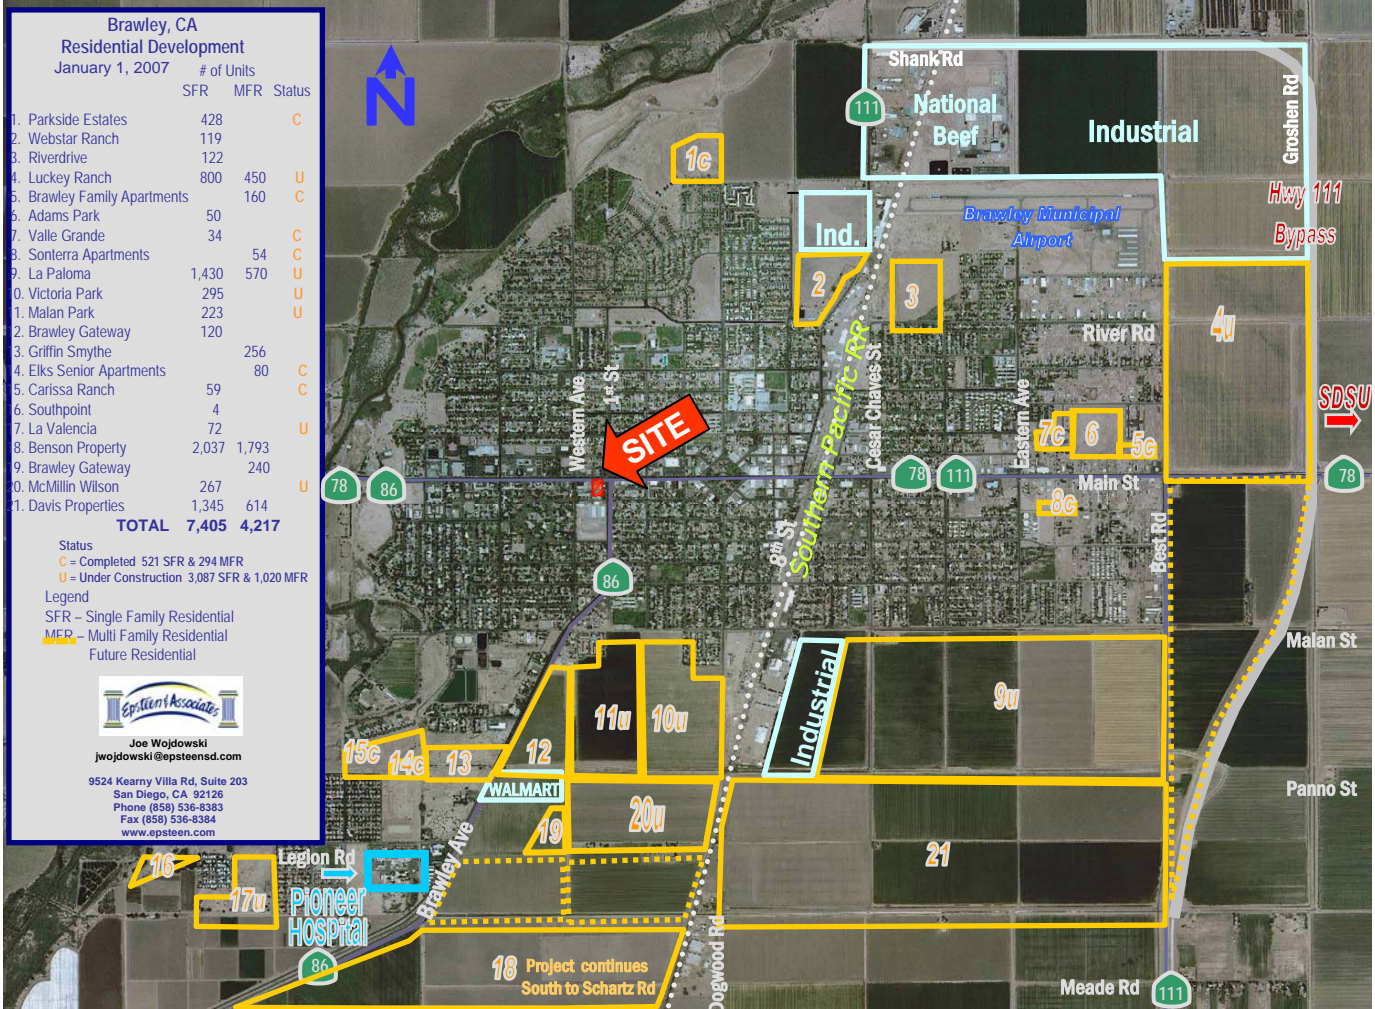 Brawley, CA
Residential Development
January 1, 2007 # of Units
SFR MFR Status
1. Parkside Estates 428 C
2. Webstar Ranch 119
3. Riverdrive 122
4. Luckey Ranch 800 450 U
5. Brawley Family Apartments 160 C
6. Adams Park 50
7. Valle Grande 34 C
8. Sonterra Apartments 54 C
9. La Paloma 1,430 570 U
10. Victoria Park 295 U
11. Malan Park 223 U
12. Brawley Gateway 120
13. Griffin Smythe 256
14. Elks Senior Apartments 80 C
15. Carissa Ranch 59 C
16. Southpoint 4
17. La Valencia 72 U
18. Benson Property 2,037 1,793
19. Brawley Gateway 240
20. McMillin Wilson 267 U
21. Davis Properties 1,345 614
TOTAL 7,405 4,217
Status
C = Completed 521 SFR & 294 MFR
U = Under Construction 3,087 SFR & 1,020 MFR
Legend
SFR – Single Family Residential
MFR – Multi Family Residential
Future Residential
Epsteen & Associates
Joe Wojdowski
jwojdowski@epsteensd.com
9524 Kearny Villa Rd, Suite 203
San Diego, CA 92126
Phone (858) 536-8383
Fax (858) 536-8384
www.epsteen.com
N
Shank Rd
111
National
Beef
Industrial
Groshen Rd
1c
Hwy 111
Bypass
Ind.
Brawley Municipal
Airport
2
3
4u
River Rd
Southern Pacific RR
Cesar Chaves St
Western Ave
1st St
Eastern Ave
SITE
SDSU
7c
6
5c
78
86
78
111
Main St
78
8c
8th St
Best Rd
86
Malan St
Industrial
9u
11u
10u
15c
14c
13
12
WALMART
Panno St
19
20u
21
Legion Rd
Brawley Ave
16
17u
Pioneer
Hospital
86
18
Project continues
South to Schartz Rd
Dogwood Rd
Meade Rd
111